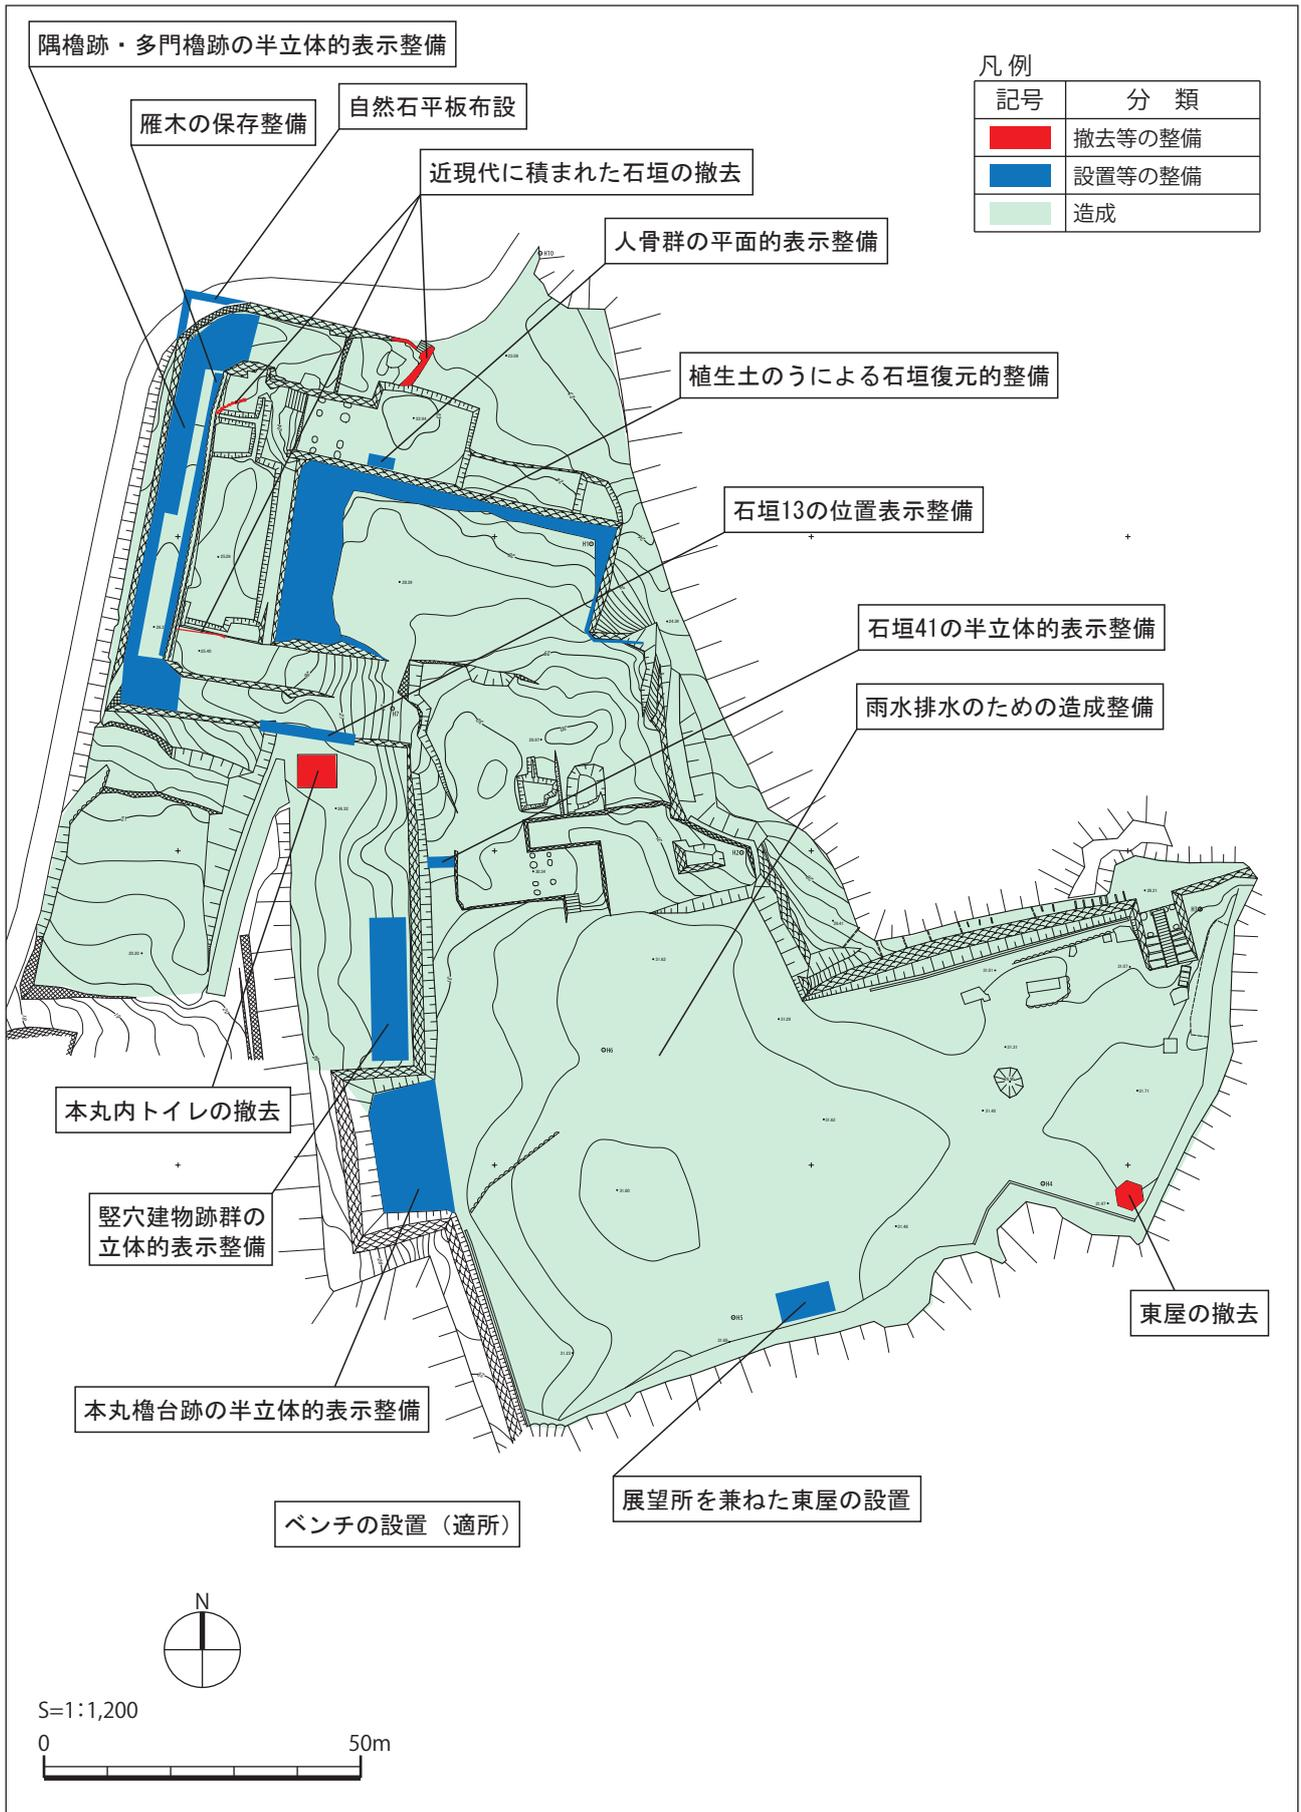 隅櫓跡・多門櫓跡の半立体的表示整備
雁木の保存整備
自然石平板布設
近現代に積まれた石垣の撤去
人骨群の平面的表示整備
凡例
記号 分類
撤去等の整備
設置等の整備
造成
植生土のうによる石垣復元的整備
石垣13の位置表示整備
石垣41の半立体的表示整備
雨水排水のための造成整備
本丸内トイレの撤去
竪穴建物跡群の
立体的表示整備
本丸櫓台跡の半立体的表示整備
東屋の撤去
展望所を兼ねた東屋の設置
ベンチの設置（適所）
H10
H1
H7
H2
H6
H4
H5
N
S=1:1,200
0 50m